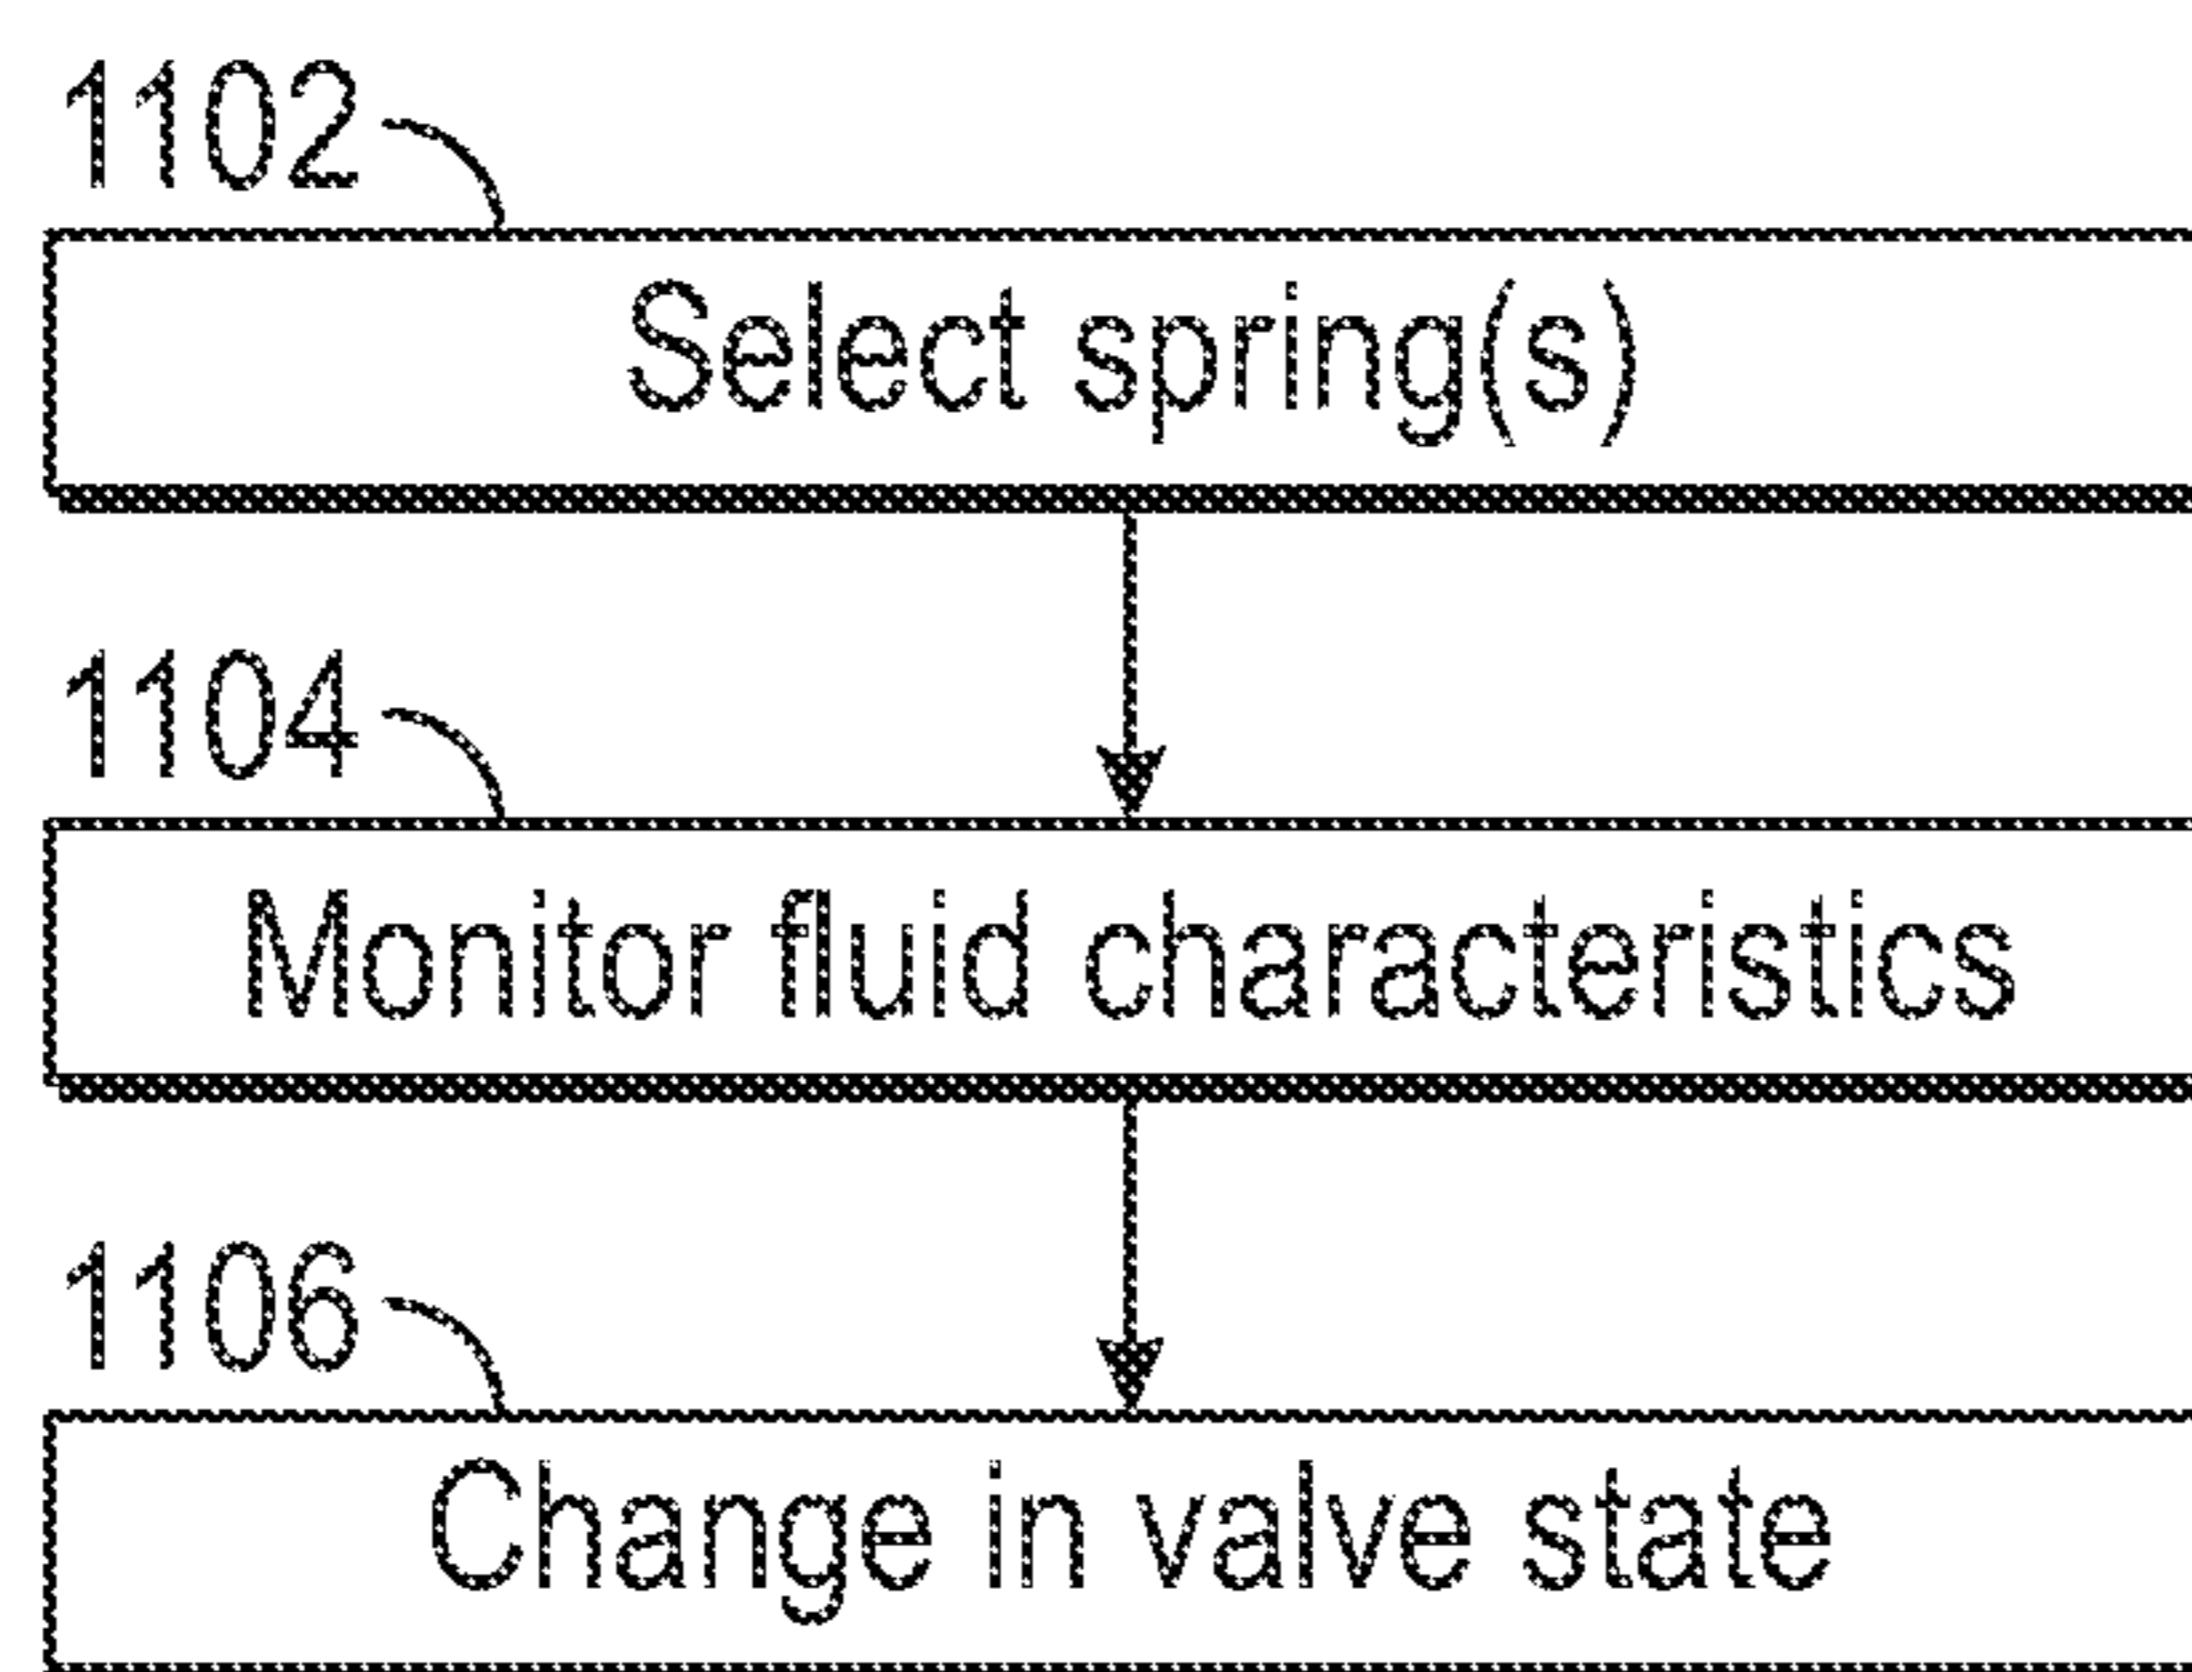 1102
Select spring(s)
1104
Monitor fluid characteristics
1106
Change in valve state